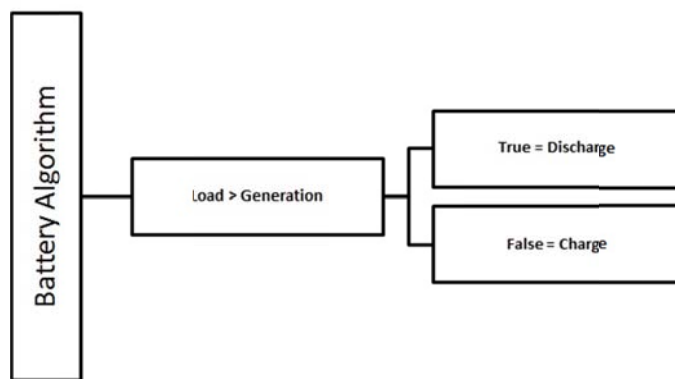 Battery Algorithm
Load > Generation
True = Discharge
False = Charge